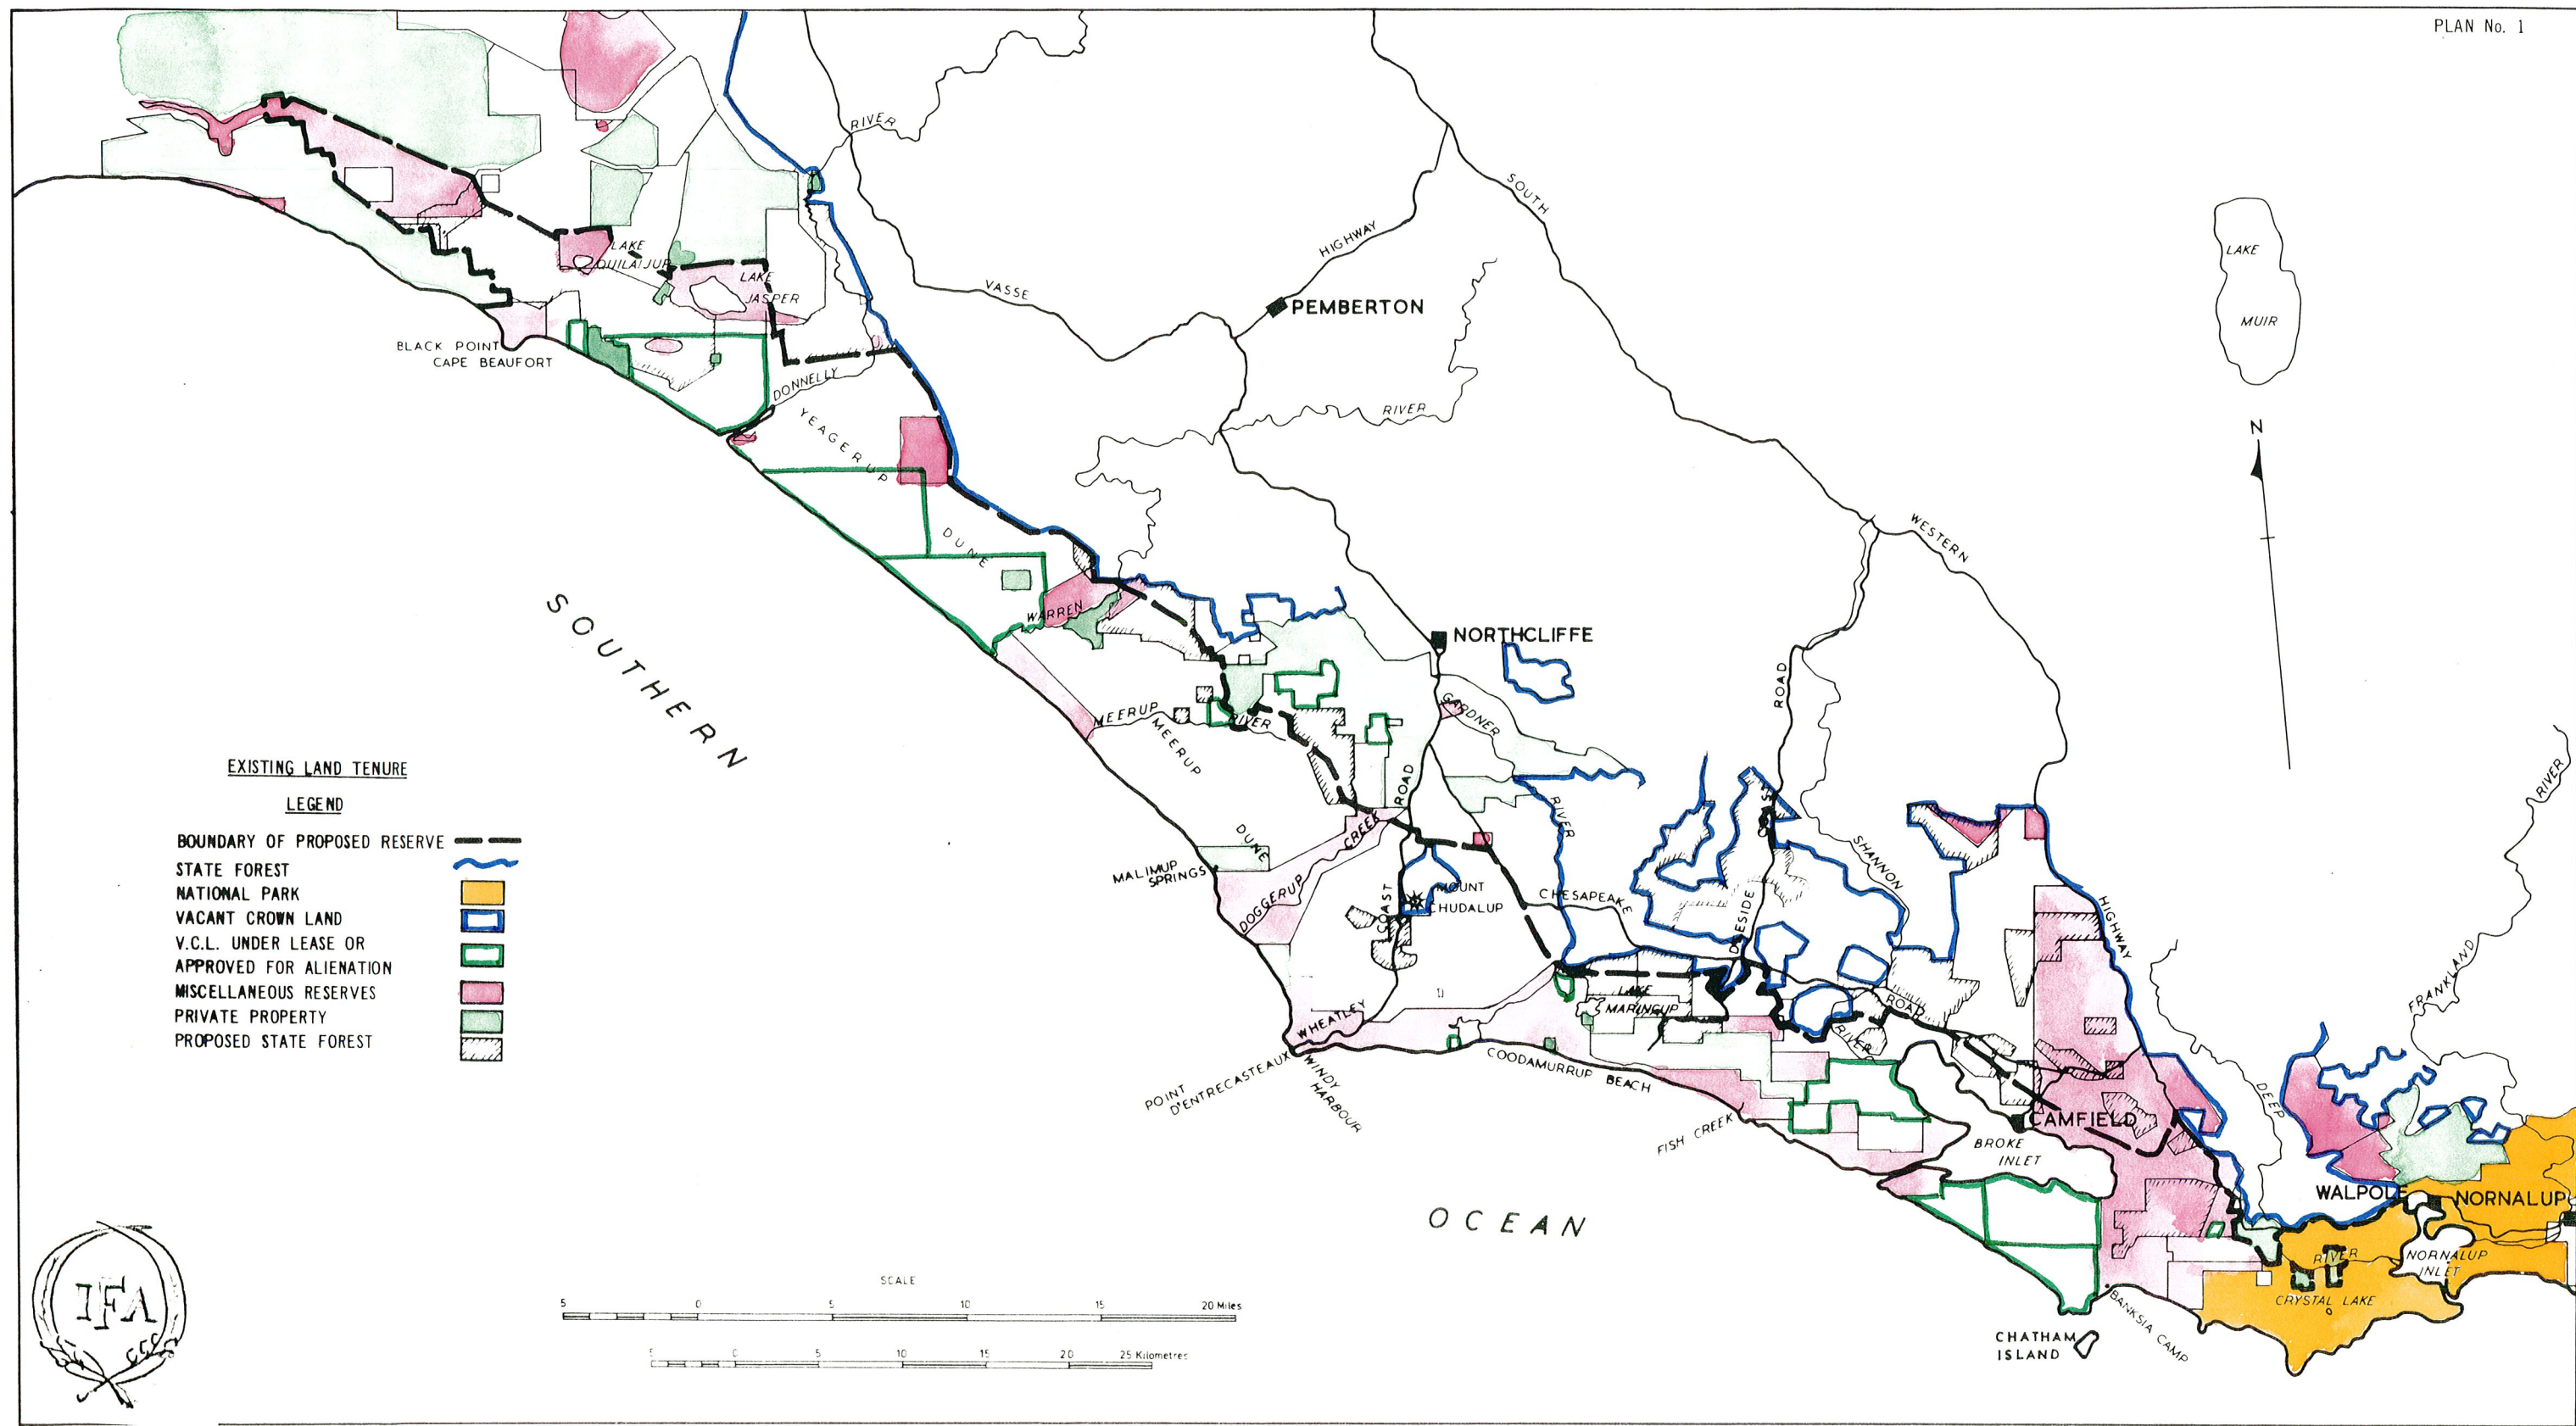 PLAN No. 1
RIVER
SOUTH
HIGHWAY
VASSE
LAKE
QUILAIJUP
LAKE
JASPER
LAKE
MUIR
PEMBERTON
BLACK POINT
CAPE BEAUFORT
DONNELLY
RIVER
YEAGERUP
DUNE
N
WESTERN
SOUTHERN
WARREN
NORTHCLIFFE
ROAD
GARDNER
MEERUP
RIVER
MEERUP
DUNE
ROAD
RIVER
RIVER
EXISTING LAND TENURE
LEGEND
BOUNDARY OF PROPOSED RESERVE
STATE FOREST
NATIONAL PARK
VACANT CROWN LAND
V.C.L. UNDER LEASE OR
APPROVED FOR ALIENATION
MISCELLANEOUS RESERVES
PRIVATE PROPERTY
PROPOSED STATE FOREST
CREEK
COAST
SHANNON
MALIMUP
SPRINGS
DOGGERUP
COAST
MOUNT
CHUDALUP
CHESAPEAKE
DEESIDE
HIGHWAY
FRANKLAND
LAKE
MARINGUP
ROAD
RIVER
WHEATLEY
POINT
D'ENTRECASTEAUX
WINDY
HARBOUR
COODAMURRUP BEACH
FISH CREEK
CAMFIELD
BROKE
INLET
DEEP
WALPOLE
NORNALUP
OCEAN
RIVER
NORNALUP
INLET
CRYSTAL LAKE
BANKSIA CAMP
CHATHAM
ISLAND
SCALE
5 0 5 10 15 20 Miles
5 0 5 10 15 20 25 Kilometres
IFA